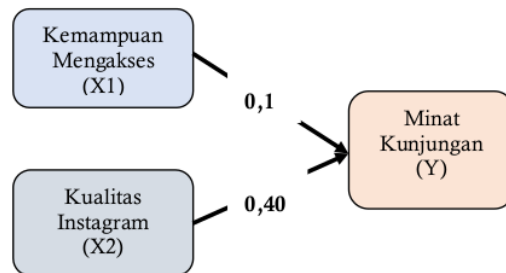 Kemampuan
Mengakses
(X1)
0,1
Minat
Kunjungan
(Y)
Kualitas
Instagram
(X2)
0,40